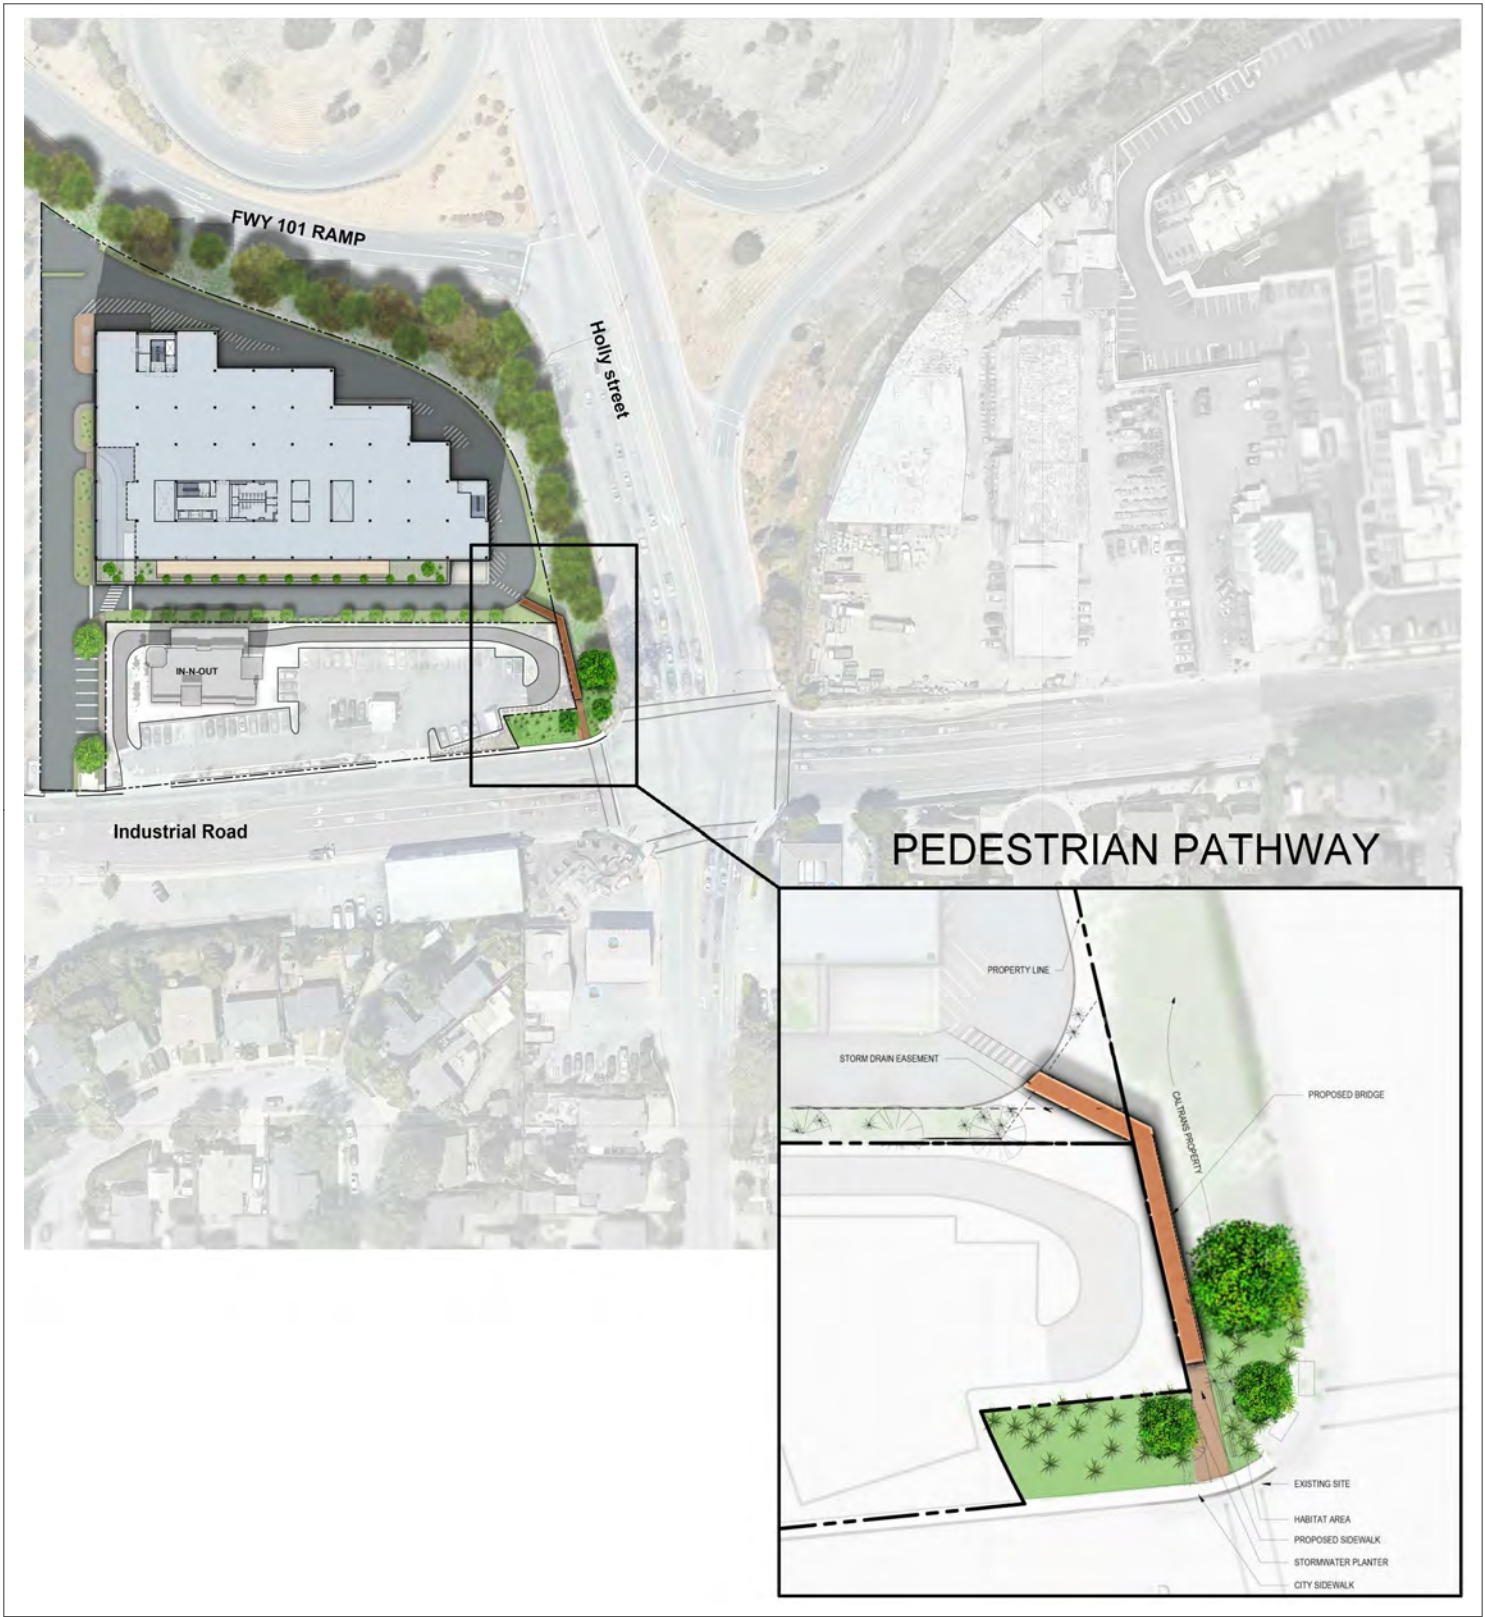 FWY 101 RAMP
Holly street
IN-N-OUT
Industrial Road
PEDESTRIAN PATHWAY
PROPERTY LINE
STORM DRAIN EASEMENT
PROPOSED BRIDGE
CALTRANS PROPERTY
EXISTING SITE
HABITAT AREA
PROPOSED SIDEWALK
STORMWATER PLANTER
CITY SIDEWALK